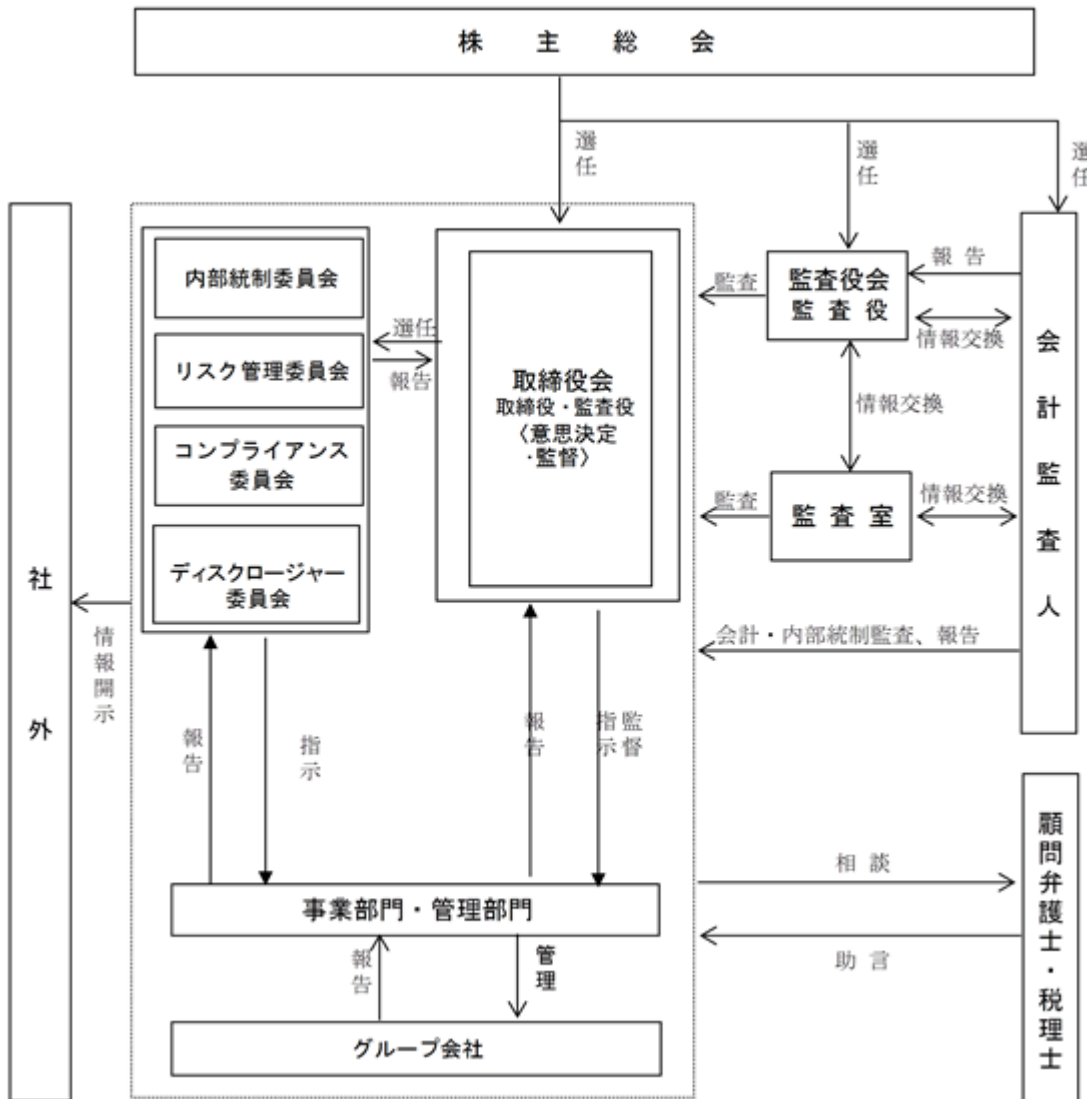 株主総会
選任
選任
選任
内部統制委員会
リスク管理委員会
コンプライアンス
委員会
ディスクロージャー
委員会
選任
報告
取締役会
取締役・監査役
〈意思決定
・監督〉
監査
監査役会
監査役
報告
情報交換
情報交換
監査
監査室
情報交換
会計監査人
会計・内部統制監査、報告
社外
情報開示
報告
指示
報告
指示
監督
事業部門・管理部門
報告
管理
グループ会社
相談
助言
顧問弁護士・税理士